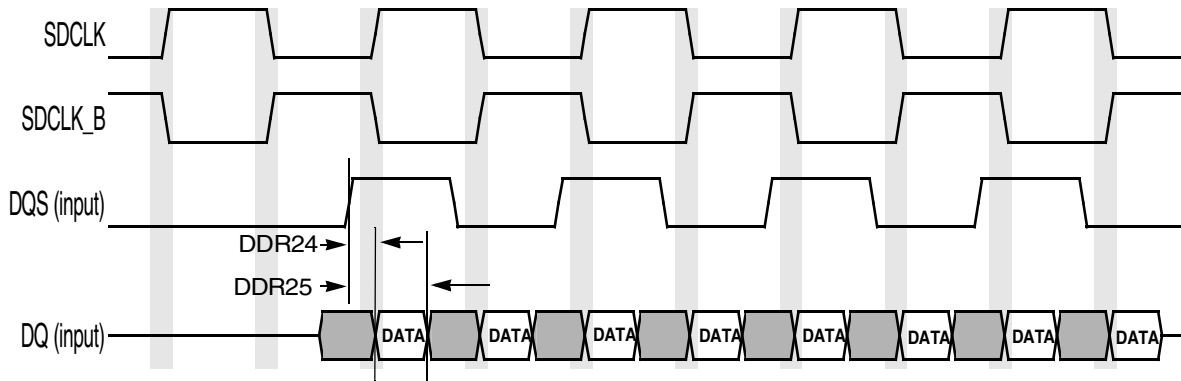 SDCLK
SDCLK_B
DQS (input)
DDR24
DDR25
DQ (input) DATA DATA DATA DATA DATA DATA DATA DATA